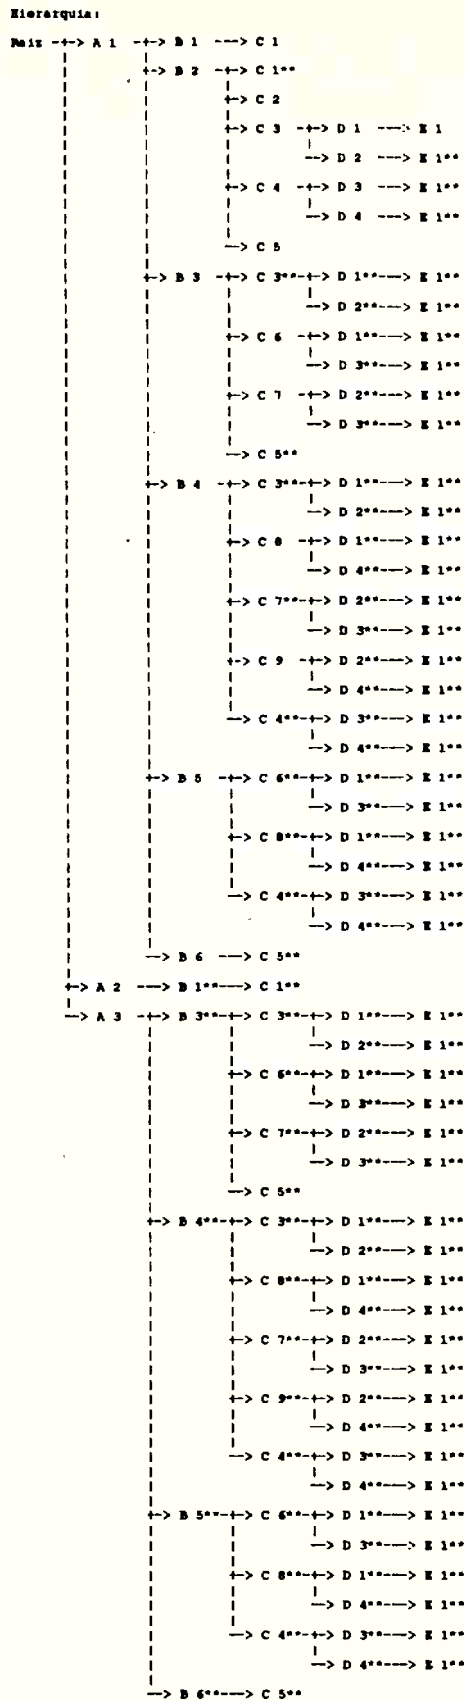 Hierarquia:
Raiz -+-> A 1 -+-> B 1 ---> C 1
+-> B 2 -+-> C 1**
+-> C 2
+-> C 3 -+-> D 1 ---> E 1
--> D 2 ---> E 1**
+-> C 4 -+-> D 3 ---> E 1**
--> D 4 ---> E 1**
--> C 5
+-> B 3 -+-> C 3**-+-> D 1**---> E 1**
--> D 2**---> E 1**
+-> C 6 -+-> D 1**---> E 1**
--> D 3**---> E 1**
+-> C 7 -+-> D 2**---> E 1**
--> D 3**---> E 1**
--> C 5**
+-> B 4 -+-> C 3**-+-> D 1**---> E 1**
--> D 2**---> E 1**
+-> C 8 -+-> D 1**---> E 1**
--> D 4**---> E 1**
+-> C 7**-+-> D 2**---> E 1**
--> D 3**---> E 1**
+-> C 9 -+-> D 2**---> E 1**
--> D 4**---> E 1**
--> C 4**-+-> D 3**---> E 1**
--> D 4**---> E 1**
+-> B 5 -+-> C 6**-+-> D 1**---> E 1**
--> D 3**---> E 1**
+-> C 8**-+-> D 1**---> E 1**
--> D 4**---> E 1**
--> C 4**-+-> D 3**---> E 1**
--> D 4**---> E 1**
--> B 6 ---> C 5**
+-> A 2 ---> B 1**---> C 1**
--> A 3 -+-> B 3**-+-> C 3**-+-> D 1**---> E 1**
--> D 2**---> E 1**
+-> C 6**-+-> D 1**---> E 1**
--> D 3**---> E 1**
+-> C 7**-+-> D 2**---> E 1**
--> D 3**---> E 1**
--> C 5**
+-> B 4**-+-> C 3**-+-> D 1**---> E 1**
--> D 2**---> E 1**
+-> C 8**-+-> D 1**---> E 1**
--> D 4**---> E 1**
+-> C 7**-+-> D 2**---> E 1**
--> D 3**---> E 1**
+-> C 9**-+-> D 2**---> E 1**
--> D 4**---> E 1**
--> C 4**-+-> D 3**---> E 1**
--> D 4**---> E 1**
+-> B 5**-+-> C 6**-+-> D 1**---> E 1**
--> D 3**---> E 1**
+-> C 8**-+-> D 1**---> E 1**
--> D 4**---> E 1**
--> C 4**-+-> D 3**---> E 1**
--> D 4**---> E 1**
--> B 6**---> C 5**